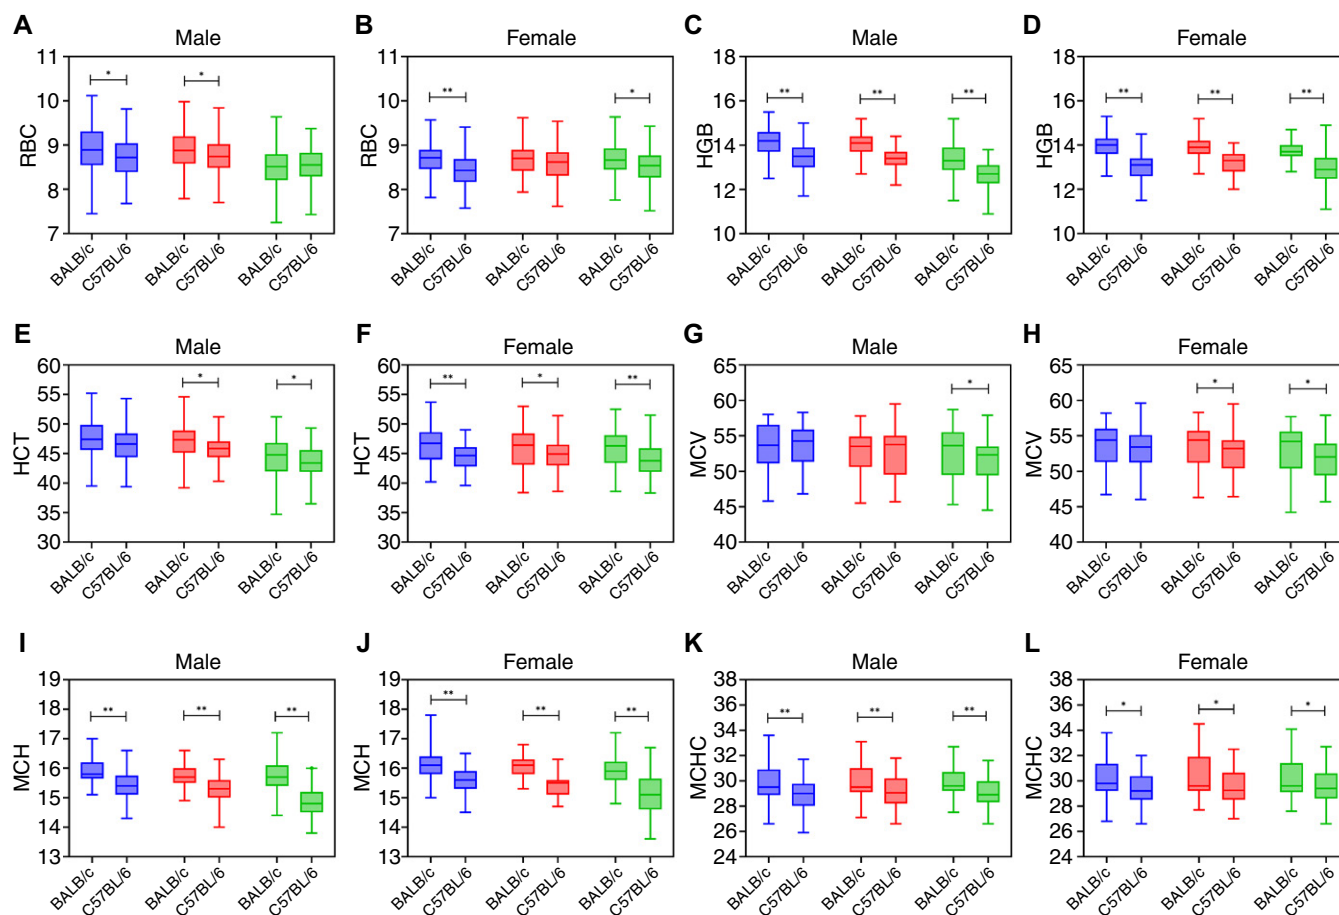 A Male
B Female
C Male
D Female
RBC
11
10
9
8
7
* *
BALB/c C57BL/6 BALB/c C57BL/6 BALB/c C57BL/6
RBC
11
10
9
8
7
** *
BALB/c C57BL/6 BALB/c C57BL/6 BALB/c C57BL/6
HGB
18
16
14
12
10
** ** **
BALB/c C57BL/6 BALB/c C57BL/6 BALB/c C57BL/6
HGB
18
16
14
12
10
** ** **
BALB/c C57BL/6 BALB/c C57BL/6 BALB/c C57BL/6
E Male
F Female
G Male
H Female
HCT
60
55
50
45
40
35
30
* *
BALB/c C57BL/6 BALB/c C57BL/6 BALB/c C57BL/6
HCT
60
55
50
45
40
35
30
** * **
BALB/c C57BL/6 BALB/c C57BL/6 BALB/c C57BL/6
MCV
65
60
55
50
45
40
*
BALB/c C57BL/6 BALB/c C57BL/6 BALB/c C57BL/6
MCV
65
60
55
50
45
40
* *
BALB/c C57BL/6 BALB/c C57BL/6 BALB/c C57BL/6
I Male
J Female
K Male
L Female
MCH
19
18
17
16
15
14
13
** ** **
BALB/c C57BL/6 BALB/c C57BL/6 BALB/c C57BL/6
MCH
19
18
17
16
15
14
13
** ** **
BALB/c C57BL/6 BALB/c C57BL/6 BALB/c C57BL/6
MCHC
38
36
34
32
30
28
26
24
** ** **
BALB/c C57BL/6 BALB/c C57BL/6 BALB/c C57BL/6
MCHC
38
36
34
32
30
28
26
24
* * *
BALB/c C57BL/6 BALB/c C57BL/6 BALB/c C57BL/6